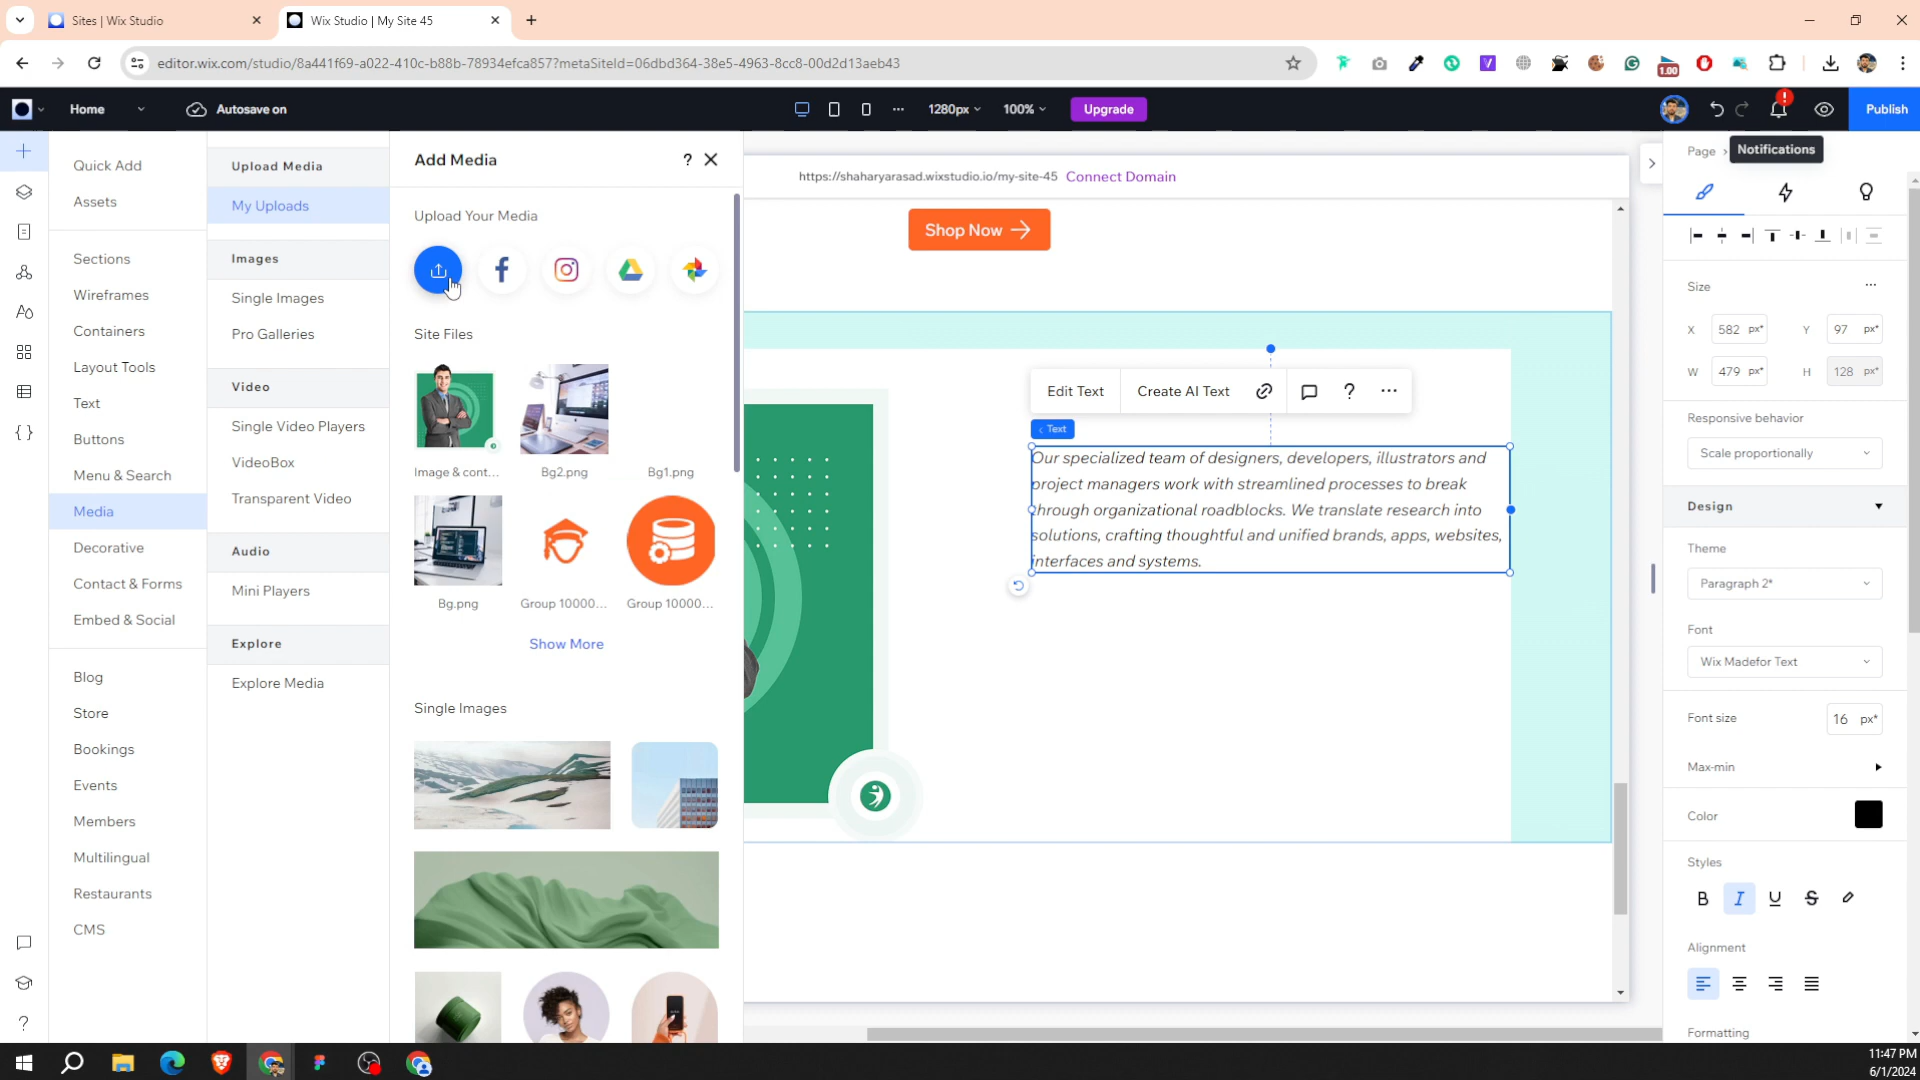 Sites | Wix Studio
Wix Studio | My Site 45
editor.wix.com/studio/8a441f69-a022-410c-b88b-78934efca857?metaSiteId=06dbd364-38e5-4963-8cc8-00d2d13aeb43
1.00
Home
Autosave on
1280px
100%
Upgrade
!
Publish
Quick Add
Assets
Sections
Wireframes
Containers
Layout Tools
Text
Buttons
Menu & Search
Media
Decorative
Contact & Forms
Embed & Social
Blog
Store
Bookings
Events
Members
Multilingual
Restaurants
CMS
Upload Media
My Uploads
Images
Single Images
Pro Galleries
Video
Single Video Players
VideoBox
Transparent Video
Audio
Mini Players
Explore
Explore Media
Add Media
?
Upload Your Media
Site Files
Image & cont...
Bg2.png
Bg1.png
Bg.png
Group 10000...
Group 10000...
Show More
Single Images
https://shaharyarasad.wixstudio.io/my-site-45
Connect Domain
Shop Now
Edit Text
Create AI Text
?
Text
Our specialized team of designers, developers, illustrators and
project managers work with streamlined processes to break
through organizational roadblocks. We translate research into
solutions, crafting thoughtful and unified brands, apps, websites,
interfaces and systems.
Page
Notifications
Size
X 582 px* Y 97 px*
W 479 px* H 128 px*
Responsive behavior
Scale proportionally
Design
Theme
Paragraph 2*
Font
Wix Madefor Text
Font size
16 px*
Max-min
Color
Styles
B I U S
Alignment
Formatting
11:47 PM
6/1/2024